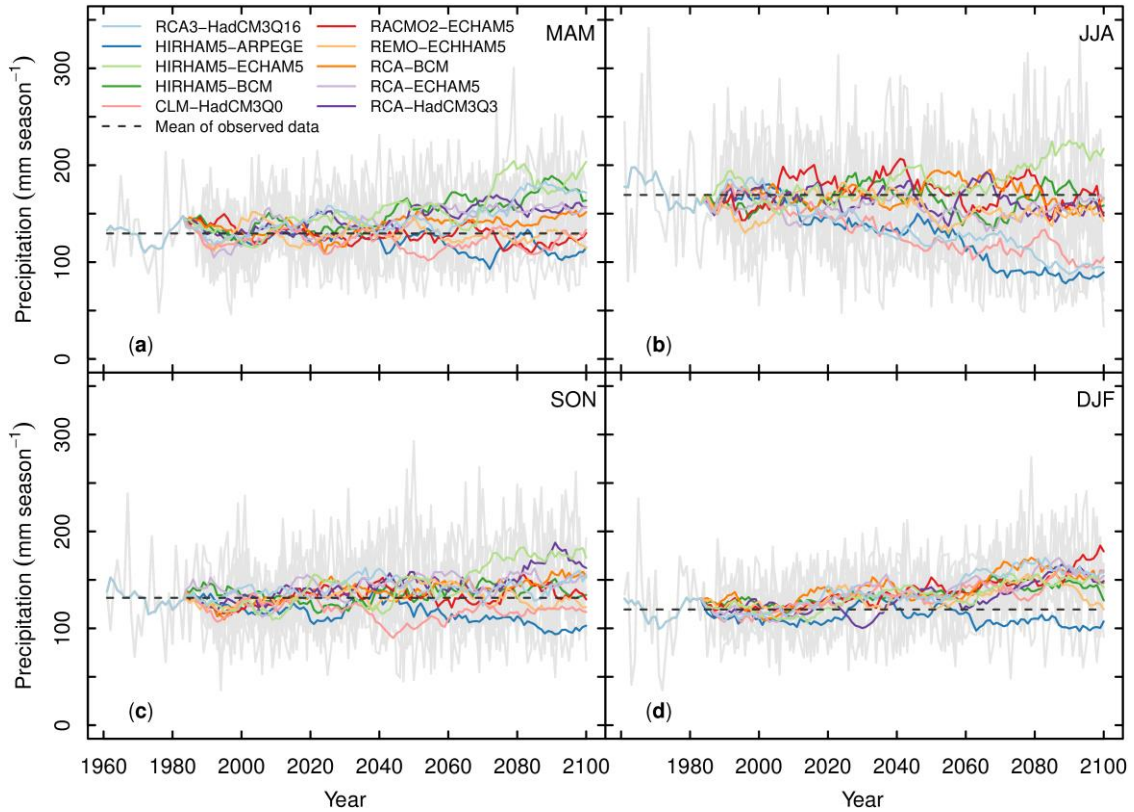 RCA3−HadCM3Q16
HIRHAM5−ARPEGE
HIRHAM5−ECHAM5
HIRHAM5−BCM
CLM−HadCM3Q0
Mean of observed data
RACMO2−ECHAM5
REMO−ECHHAM5
RCA−BCM
RCA−ECHAM5
RCA−HadCM3Q3
MAM
JJA
Precipitation (mm season⁻¹)
300
200
100
0
(a)
(b)
SON
DJF
Precipitation (mm season⁻¹)
300
200
100
0
(c)
(d)
1960 1980 2000 2020 2040 2060 2080 2100
1980 2000 2020 2040 2060 2080 2100
Year
Year